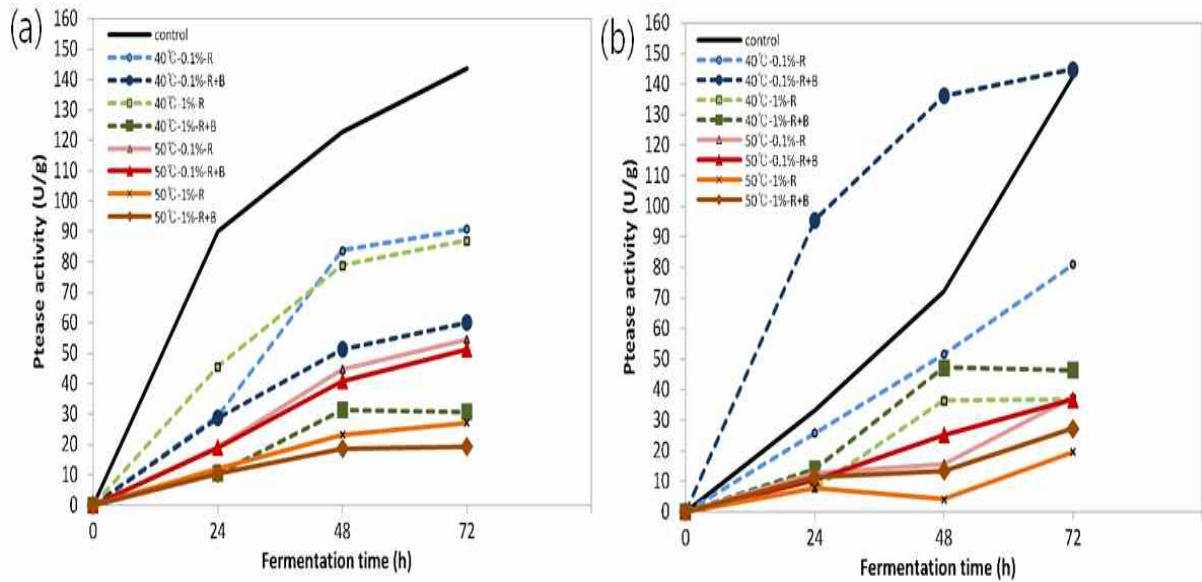 (a)
Ptease activity (U/g)
160
150
140
130
120
110
100
90
80
70
60
50
40
30
20
10
0
control
40℃-0.1%-R
40℃-0.1%-R+B
40℃-1%-R
40℃-1%-R+B
50℃-0.1%-R
50℃-0.1%-R+B
50℃-1%-R
50℃-1%-R+B
0 24 48 72
Fermentation time (h)
(b)
Ptease activity (U/g)
160
150
140
130
120
110
100
90
80
70
60
50
40
30
20
10
0
control
40℃-0.1%-R
40℃-0.1%-R+B
40℃-1%-R
40℃-1%-R+B
50℃-0.1%-R
50℃-0.1%-R+B
50℃-1%-R
50℃-1%-R+B
0 24 48 72
Fermentation time (h)